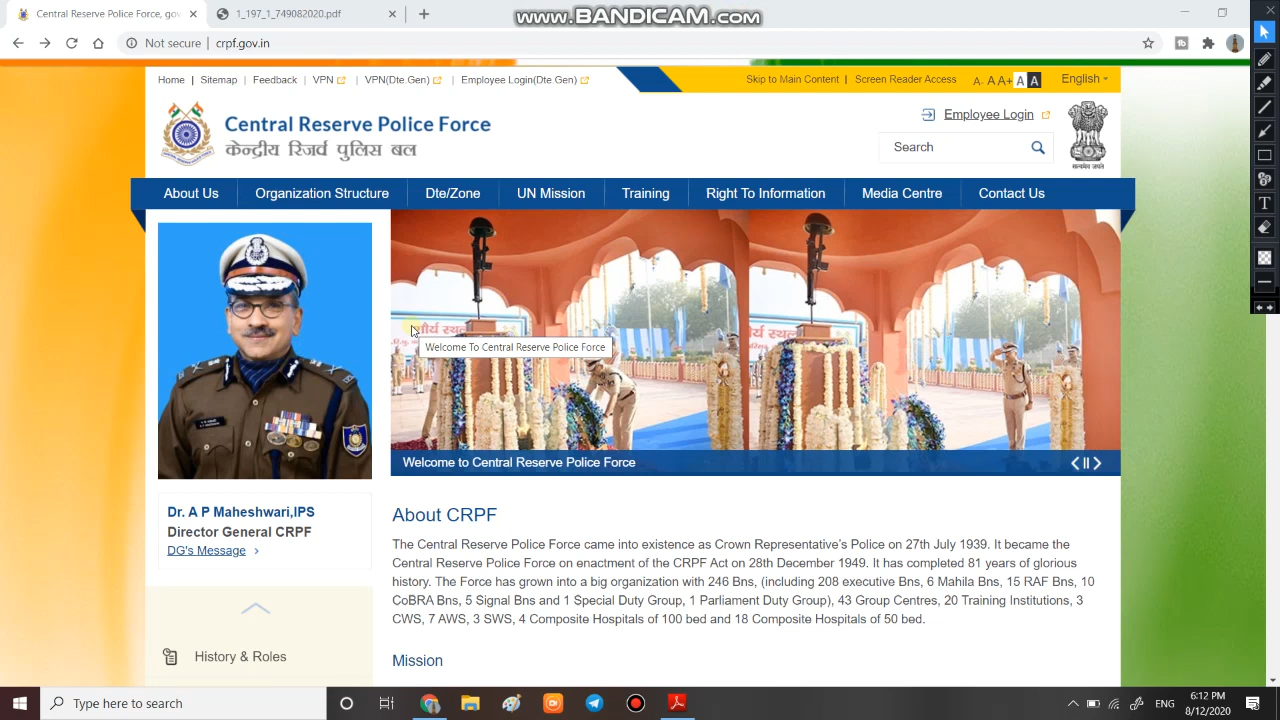 Central Reserve Police Force, gov
1_197_1_749082020.pdf
www.BANDICAM.com
Not secure | crpf.gov.in
Home | Sitemap | Feedback | VPN | VPN(Dte.Gen) | Employee Login(Dte.Gen)
Skip to Main Content | Screen Reader Access A- A A+ A A English
Central Reserve Police Force
केन्द्रीय रिजर्व पुलिस बल
Employee Login
Search
सत्यमेव जयते
About Us Organization Structure Dte/Zone UN Mission Training Right To Information Media Centre Contact Us
शौर्य स्थल
Welcome To Central Reserve Police Force
Welcome to Central Reserve Police Force
Dr. A P Maheshwari,IPS
Director General CRPF
DG's Message
History & Roles
About CRPF
The Central Reserve Police Force came into existence as Crown Representative's Police on 27th July 1939. It became the
Central Reserve Police Force on enactment of the CRPF Act on 28th December 1949. It has completed 81 years of glorious
history. The Force has grown into a big organization with 246 Bns, (including 208 executive Bns, 6 Mahila Bns, 15 RAF Bns, 10
CoBRA Bns, 5 Signal Bns and 1 Special Duty Group, 1 Parliament Duty Group), 43 Group Centres, 20 Training Institutions, 3
CWS, 7 AWS, 3 SWS, 4 Composite Hospitals of 100 bed and 18 Composite Hospitals of 50 bed.
Mission
Type here to search
ENG
6:12 PM
8/12/2020